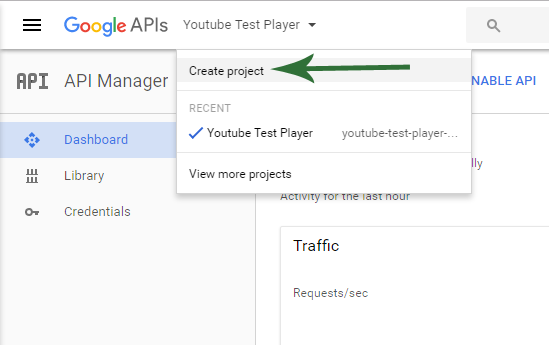 Google APIs Youtube Test Player
API API Manager
Create project
NABLE API
RECENT
Youtube Test Player youtube-test-player-...
Dashboard
Library
View more projects
lly
Credentials
Activity for the last hour
Traffic
Requests/sec